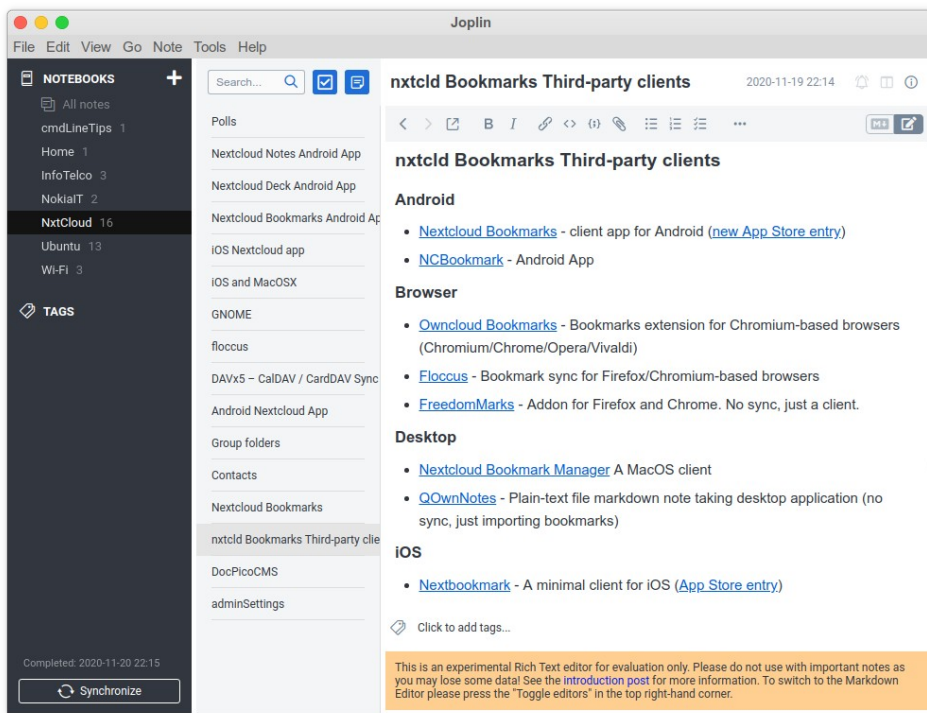 Joplin
File Edit View Go Note Tools Help
NOTEBOOKS
All notes
cmdLineTips 1
Home 1
InfoTelco 3
NokiaIT 2
NxtCloud 16
Ubuntu 13
Wi-Fi 3
TAGS
Completed: 2020-11-20 22:15
Synchronize
Search...
Polls
Nextcloud Notes Android App
Nextcloud Deck Android App
Nextcloud Bookmarks Android Ap
iOS Nextcloud app
iOS and MacOSX
GNOME
floccus
DAVx5 – CalDAV / CardDAV Sync
Android Nextcloud App
Group folders
Contacts
Nextcloud Bookmarks
nxtcld Bookmarks Third-party clie
DocPicoCMS
adminSettings
nxtcld Bookmarks Third-party clients 2020-11-19 22:14
B I
nxtcld Bookmarks Third-party clients
Android
• Nextcloud Bookmarks - client app for Android (new App Store entry)
• NCBookmark - Android App
Browser
• Owncloud Bookmarks - Bookmarks extension for Chromium-based browsers
(Chromium/Chrome/Opera/Vivaldi)
• Floccus - Bookmark sync for Firefox/Chromium-based browsers
• FreedomMarks - Addon for Firefox and Chrome. No sync, just a client.
Desktop
• Nextcloud Bookmark Manager A MacOS client
• QOwnNotes - Plain-text file markdown note taking desktop application (no
sync, just importing bookmarks)
iOS
• Nextbookmark - A minimal client for iOS (App Store entry)
Click to add tags...
This is an experimental Rich Text editor for evaluation only. Please do not use with important notes as
you may lose some data! See the introduction post for more information. To switch to the Markdown
Editor please press the "Toggle editors" in the top right-hand corner.